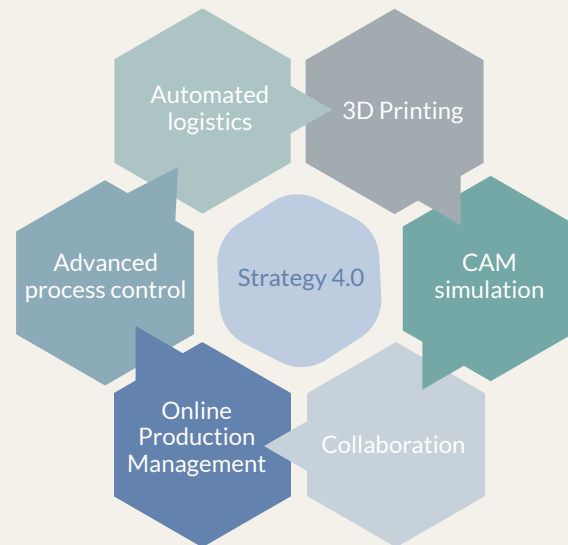 Automated
logistics
3D Printing
Advanced
process control
Strategy 4.0
CAM
simulation
Online
Production
Management
Collaboration